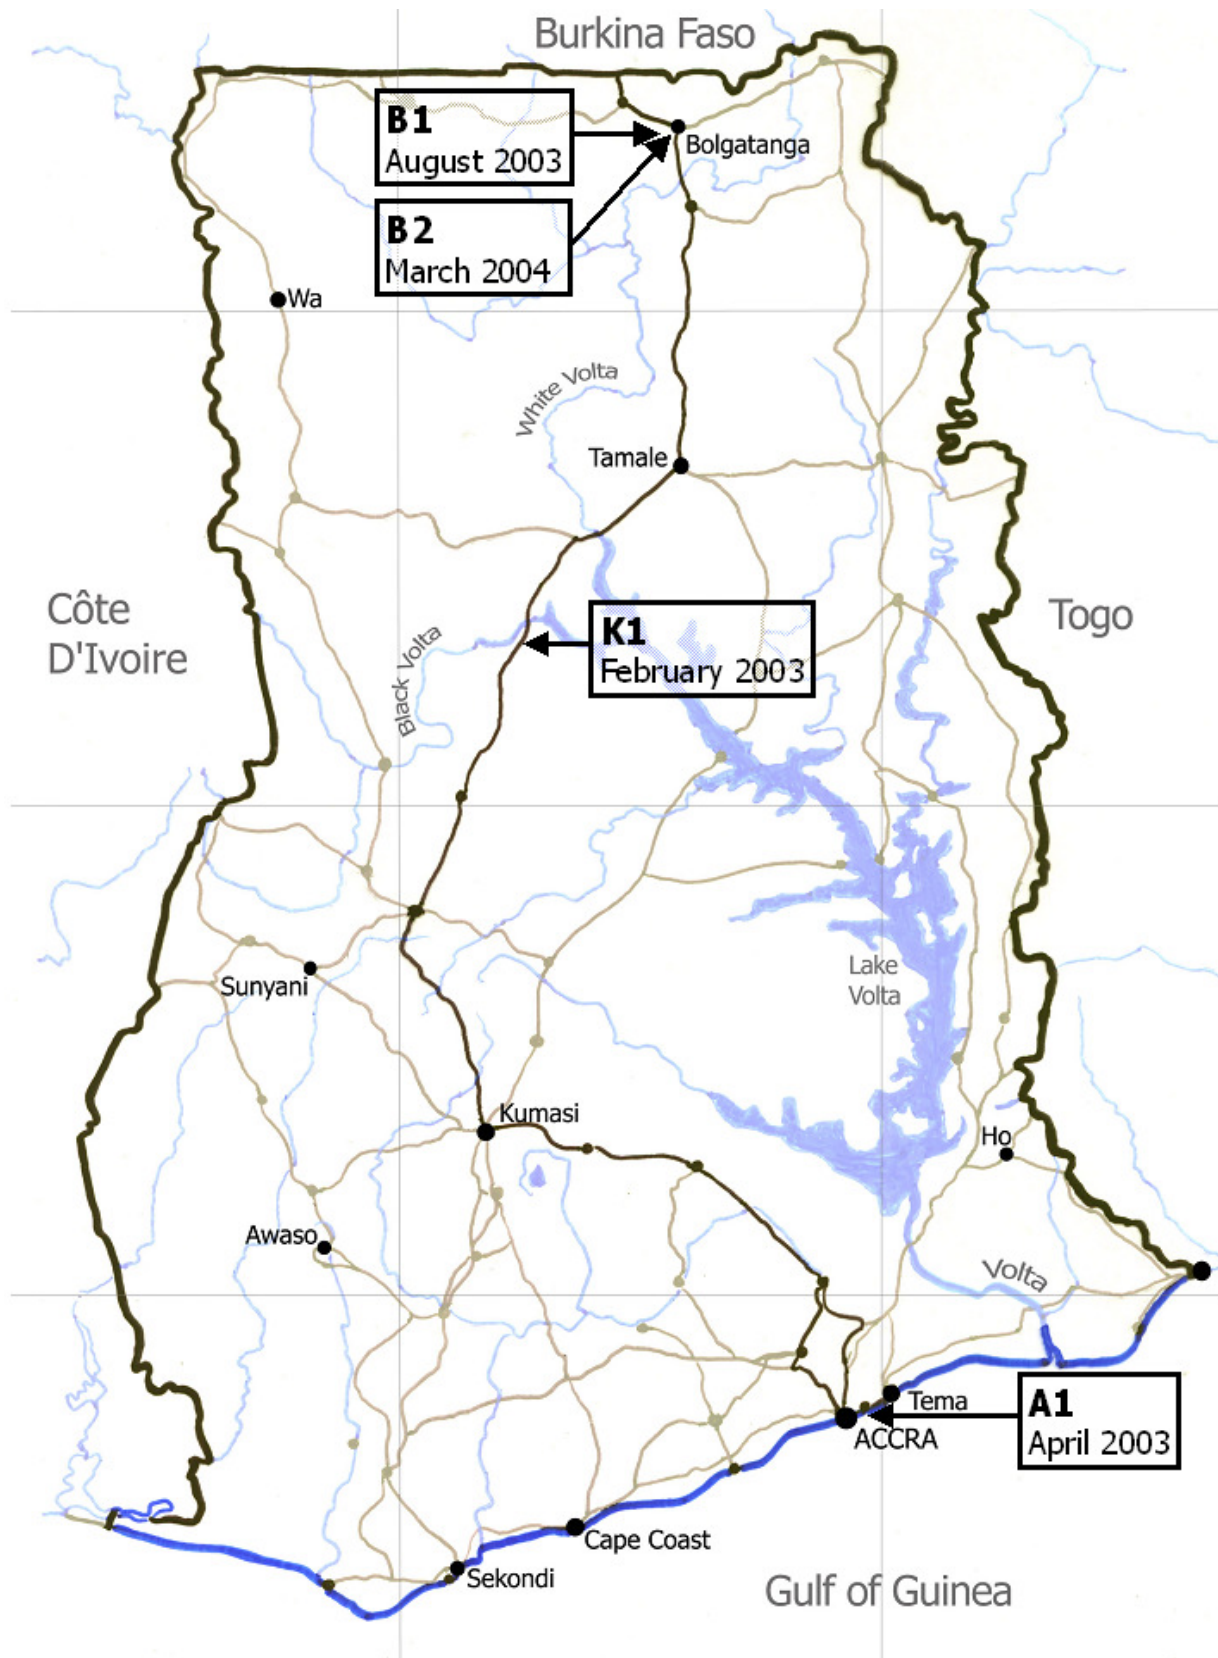 Burkina Faso
B1
August 2003
Bolgatanga
B2
March 2004
Wa
White Volta
Tamale
Côte
D'Ivoire
Togo
K1
February 2003
Black Volta
Lake
Volta
Sunyani
Kumasi
Ho
Awaso
Volta
Tema
A1
April 2003
ACCRA
Cape Coast
Sekondi
Gulf of Guinea